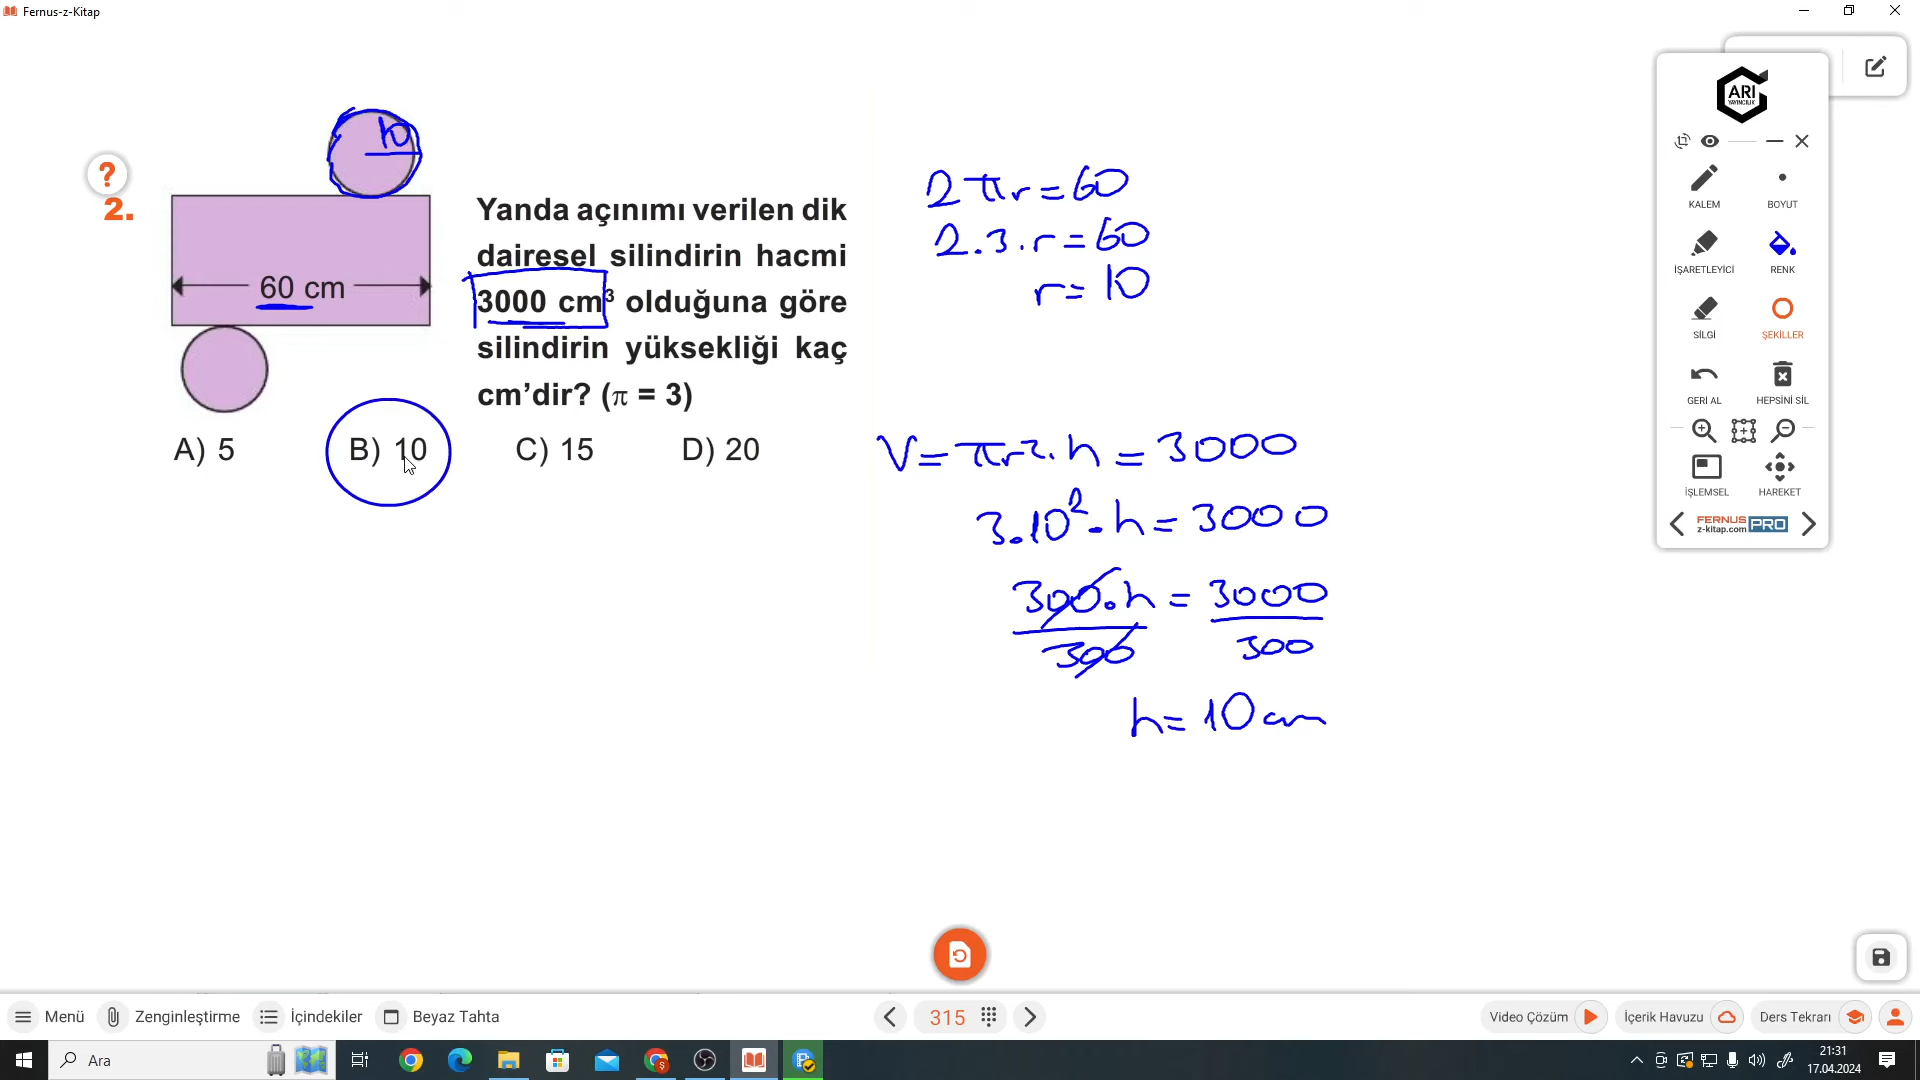 Fernus-z-Kitap
ARI
YAYINCILIK
10
?
2.
60 cm
Yanda açınımı verilen dik
dairesel silindirin hacmi
3000 cm³ olduğuna göre
silindirin yüksekliği kaç
cm'dir? (π = 3)
A) 5
B) 10
C) 15
D) 20
2πr=60
2.3.r=60
r=10
V=πr².h=3000
3.10².h=3000
300.h=3000
300 300
h=10cm
KALEM
BOYUT
İŞARETLEYİCİ
RENK
SİLGİ
ŞEKİLLER
GERİ AL
HEPSİNİ SİL
İŞLEMSEL
HAREKET
FERNUS
z-kitap.com
PRO
Menü
Zenginleştirme
İçindekiler
Beyaz Tahta
315
Video Çözüm
İçerik Havuzu
Ders Tekrarı
Ara
21:31
17.04.2024